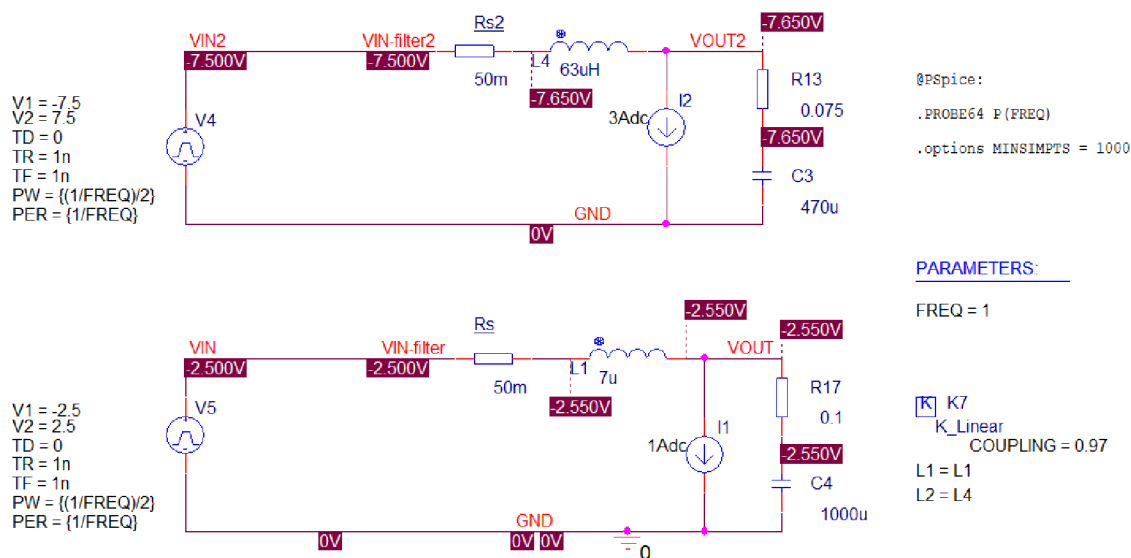 Rs2
-7.650V
VIN2
VIN-filter2
VOUT2
-7.500V
-7.500V
L4
50m
63uH
-7.650V
R13
0.075
@PSpice:
.PROBE64 P(FREQ)
.options MINSIMPTS = 1000
V1 = -7.5
V2 = 7.5
TD = 0
TR = 1n
TF = 1n
PW = {(1/FREQ)/2}
PER = {1/FREQ}
V4
I2
3Adc
-7.650V
C3
470u
GND
0V
PARAMETERS:
FREQ = 1
-2.550V
-2.550V
Rs
VIN
VIN-filter
VOUT
-2.500V
-2.500V
L1
50m
7u
-2.550V
R17
0.1
V1 = -2.5
V2 = 2.5
TD = 0
TR = 1n
TF = 1n
PW = {(1/FREQ)/2}
PER = {1/FREQ}
V5
I1
1Adc
-2.550V
C4
1000u
K K7
K_Linear
COUPLING = 0.97
L1 = L1
L2 = L4
GND
0V
0V 0V
0